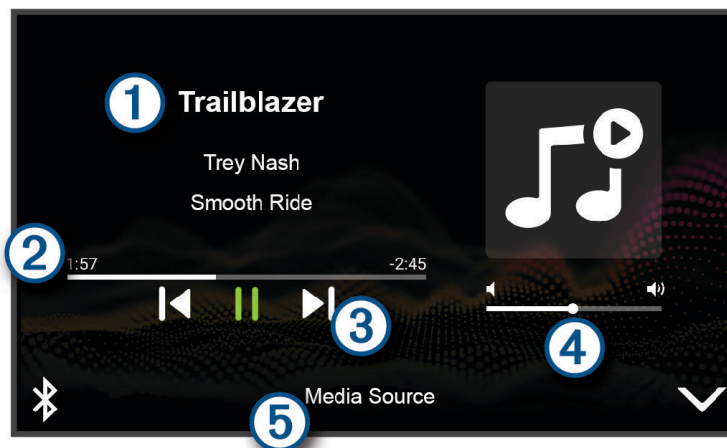 1 Trailblazer
Trey Nash
Smooth Ride
2
1:57 -2:45
3
4
Media Source
5